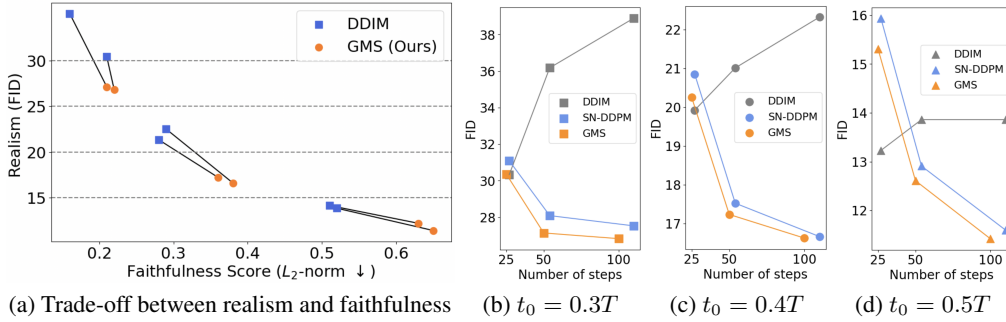 Realism (FID)
30
25
20
15
DDIM
GMS (Ours)
0.2
0.3
0.4
0.5
0.6
Faithfulness Score (L₂-norm ↓)
(a) Trade-off between realism and faithfulness
FID
38
36
34
32
30
28
DDIM
SN-DDPM
GMS
25
50
100
Number of steps
(b) t₀ = 0.3T
FID
22
21
20
19
18
17
DDIM
SN-DDPM
GMS
25
50
100
Number of steps
(c) t₀ = 0.4T
FID
16
15
14
13
12
DDIM
SN-DDPM
GMS
25
50
100
Number of steps
(d) t₀ = 0.5T